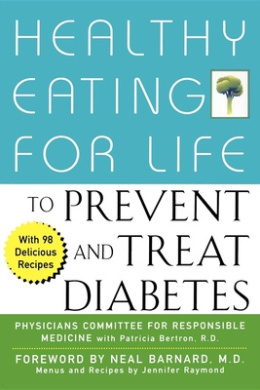 HEALTHY
EATING
FOR LIFE
TO PREVENT
AND TREAT
DIABETES
With 98
Delicious
Recipes
PHYSICIANS COMMITTEE FOR RESPONSIBLE
MEDICINE with Patricia Bertron, R.D.
FOREWORD BY NEAL BARNARD, M.D.
Menus and Recipes by Jennifer Raymond